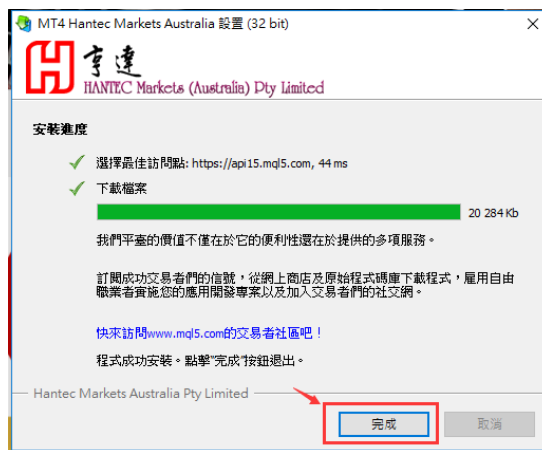 MT4 Hantec Markets Australia 設置 (32 bit)
亨達
HANTEC Markets (Australia) Pty Limited
安裝進度
選擇最佳訪問點: https://api15.mql5.com, 44 ms
下載檔案
20 284 Kb
我們平臺的價值不僅在於它的便利性還在於提供的多項服務。
訂閱成功交易者們的信號,從網上商店及原始程式碼庫下載程式,雇用自由
職業者實施您的應用開發專案以及加入交易者們的社交網。
快來訪問www.mql5.com的交易者社區吧！
程式成功安裝。點擊"完成"按鈕退出。
Hantec Markets Australia Pty Limited
完成
取消